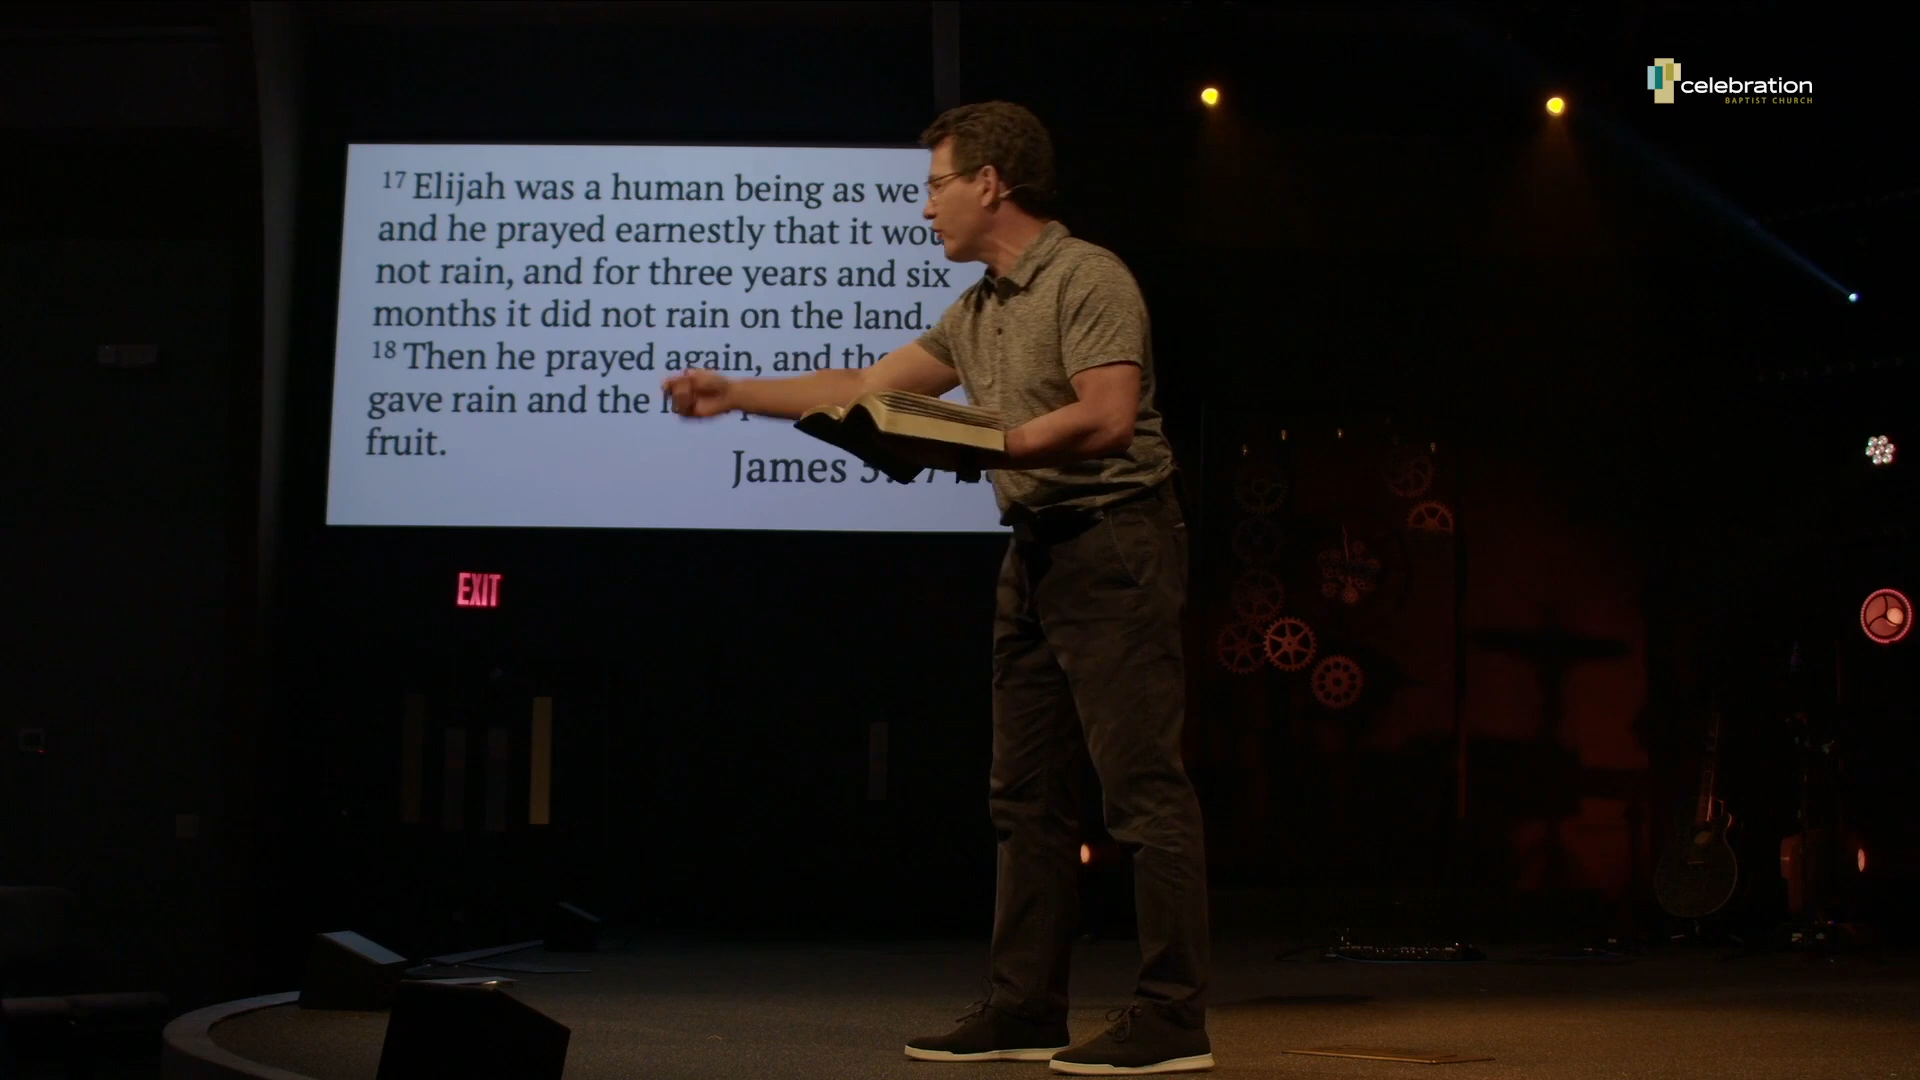 celebration
BAPTIST CHURCH
17 Elijah was a human being as we
and he prayed earnestly that it
not rain, and for three years and six
months it did not rain on the land.
18 Then he prayed again, and
gave rain and the
fruit.
James
EXIT